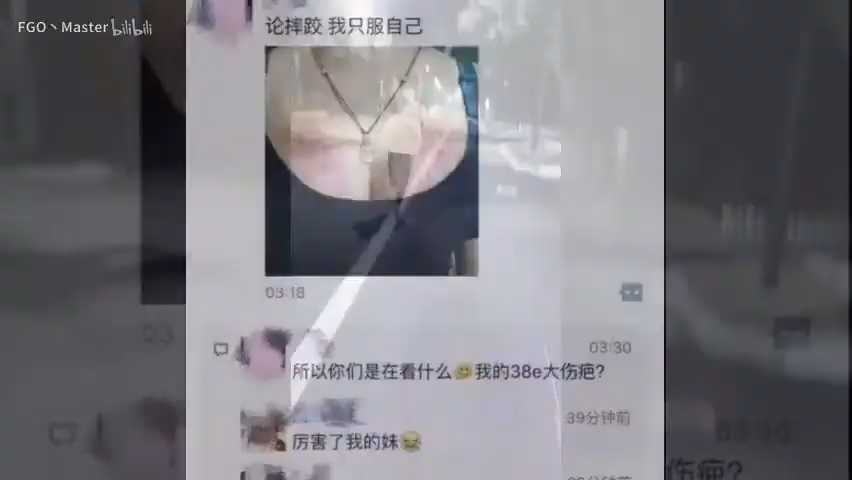 FGO丶Master bilibili
论摔跤 我只服自己
03:18
03:30
所以你们是在看什么😊我的38e大伤疤?
39分钟前
厉害了我的妹😂
伤疤?